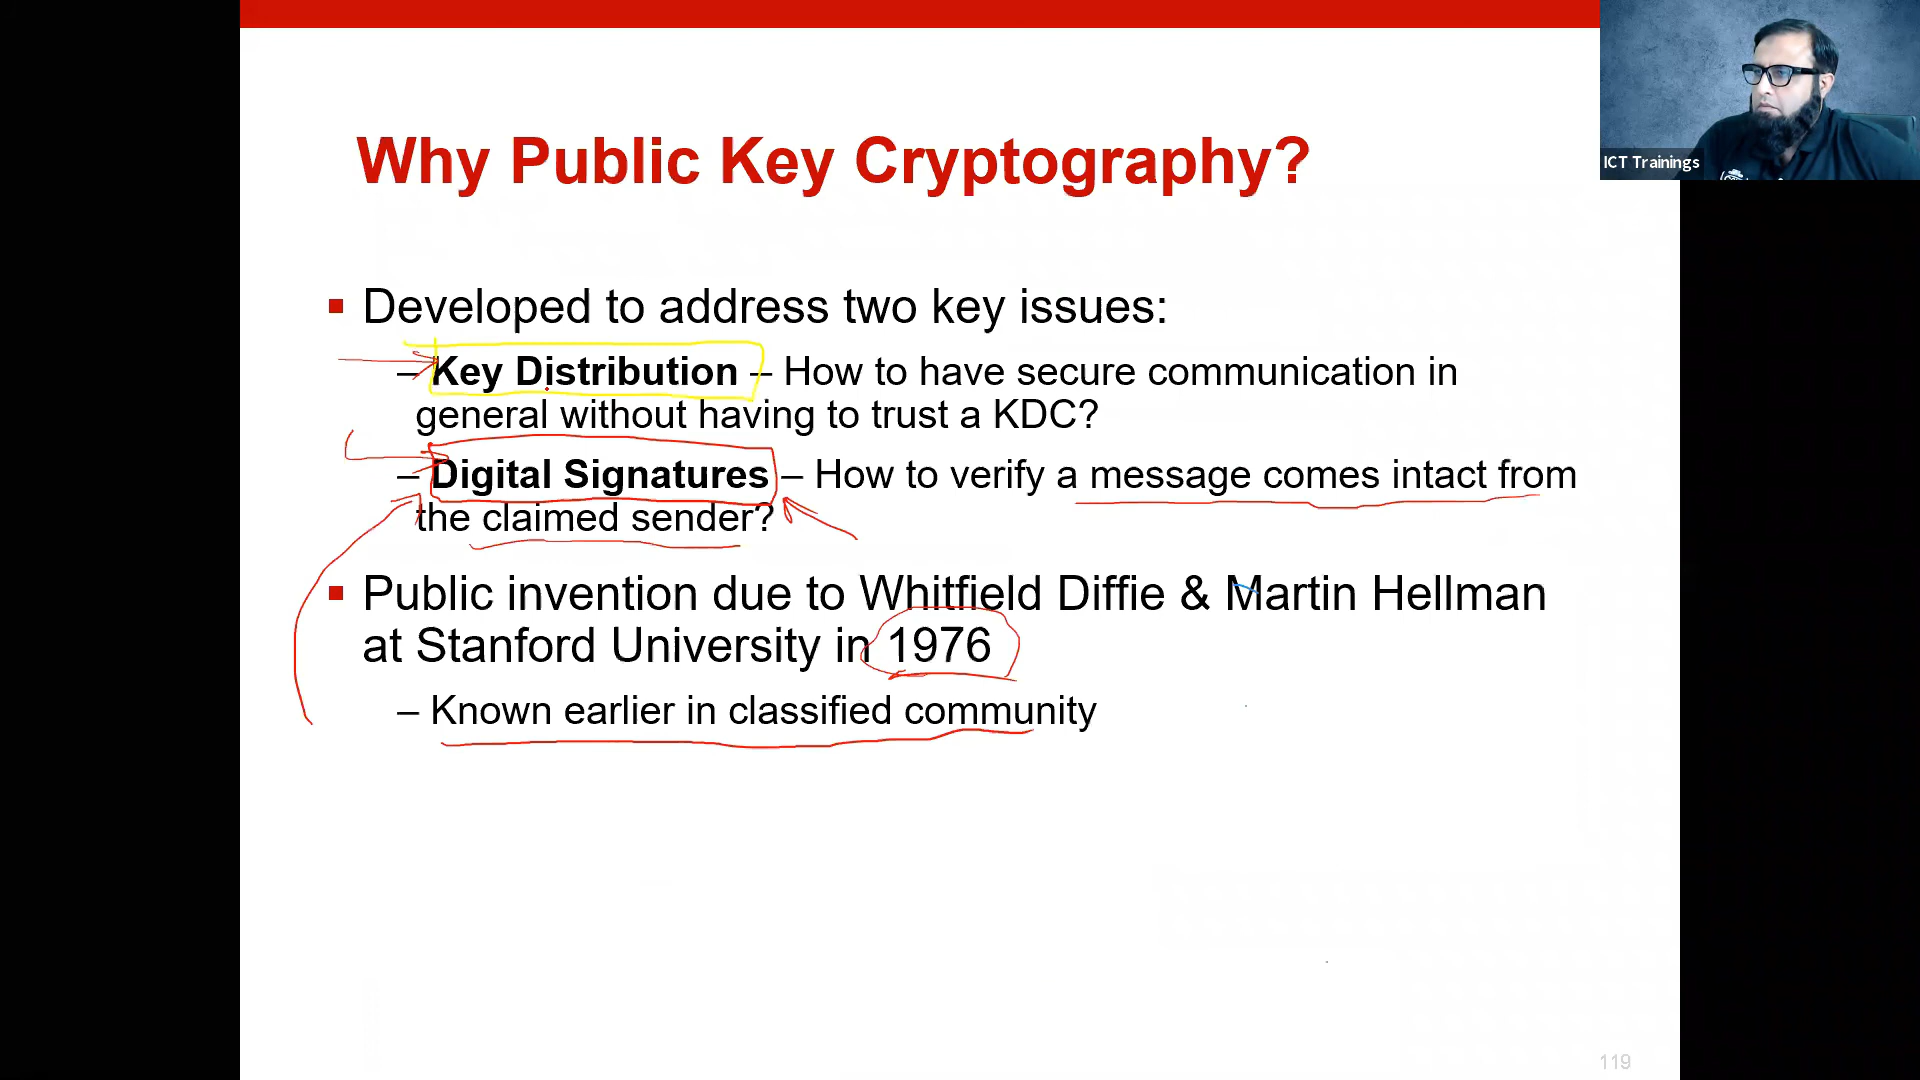 Why Public Key Cryptography?
ICT Trainings
▪ Developed to address two key issues:
– Key Distribution – How to have secure communication in
general without having to trust a KDC?
– Digital Signatures – How to verify a message comes intact from
the claimed sender?
▪ Public invention due to Whitfield Diffie & Martin Hellman
at Stanford University in 1976
– Known earlier in classified community
119